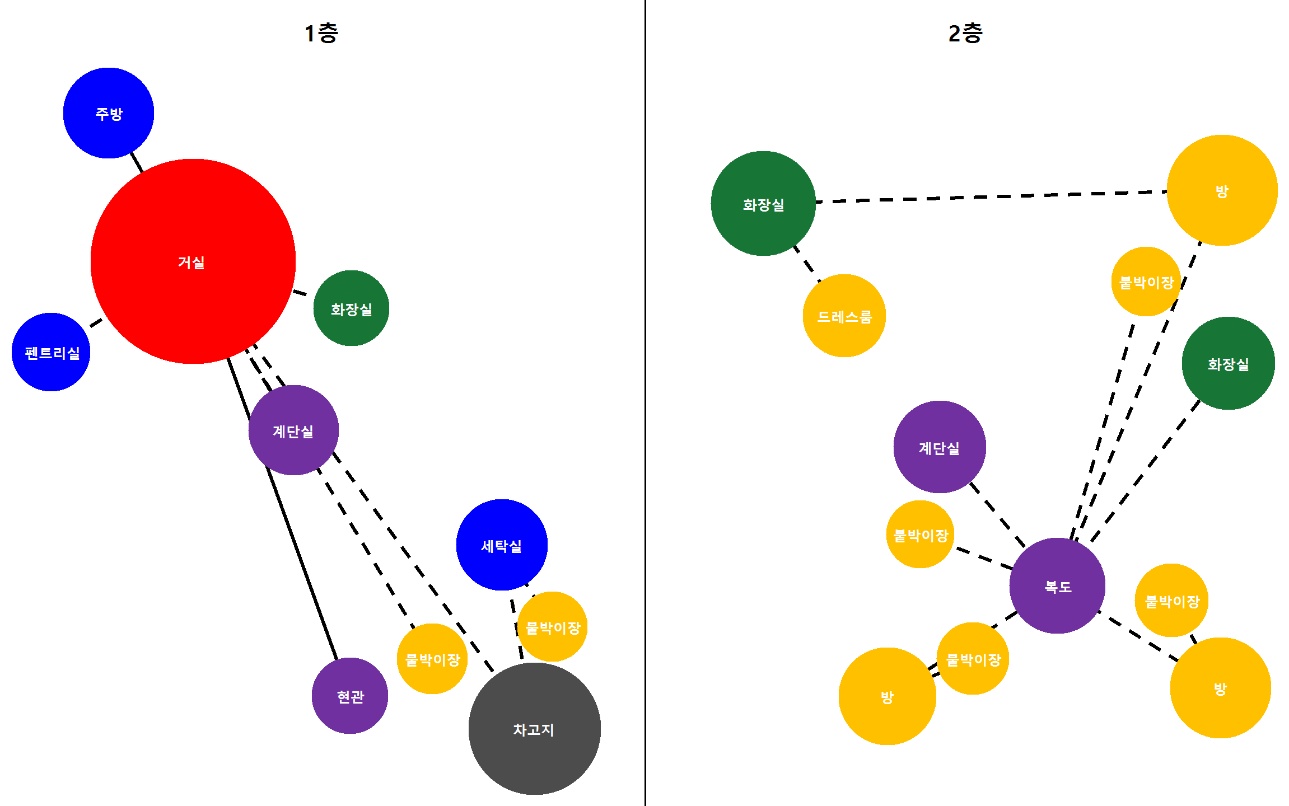 1층
주방
거실
화장실
펜트리실
계단실
세탁실
붙박이장
붙박이장
현관
차고지
2층
방
화장실
붙박이장
드레스룸
화장실
계단실
붙박이장
복도
붙박이장
붙박이장
방
방